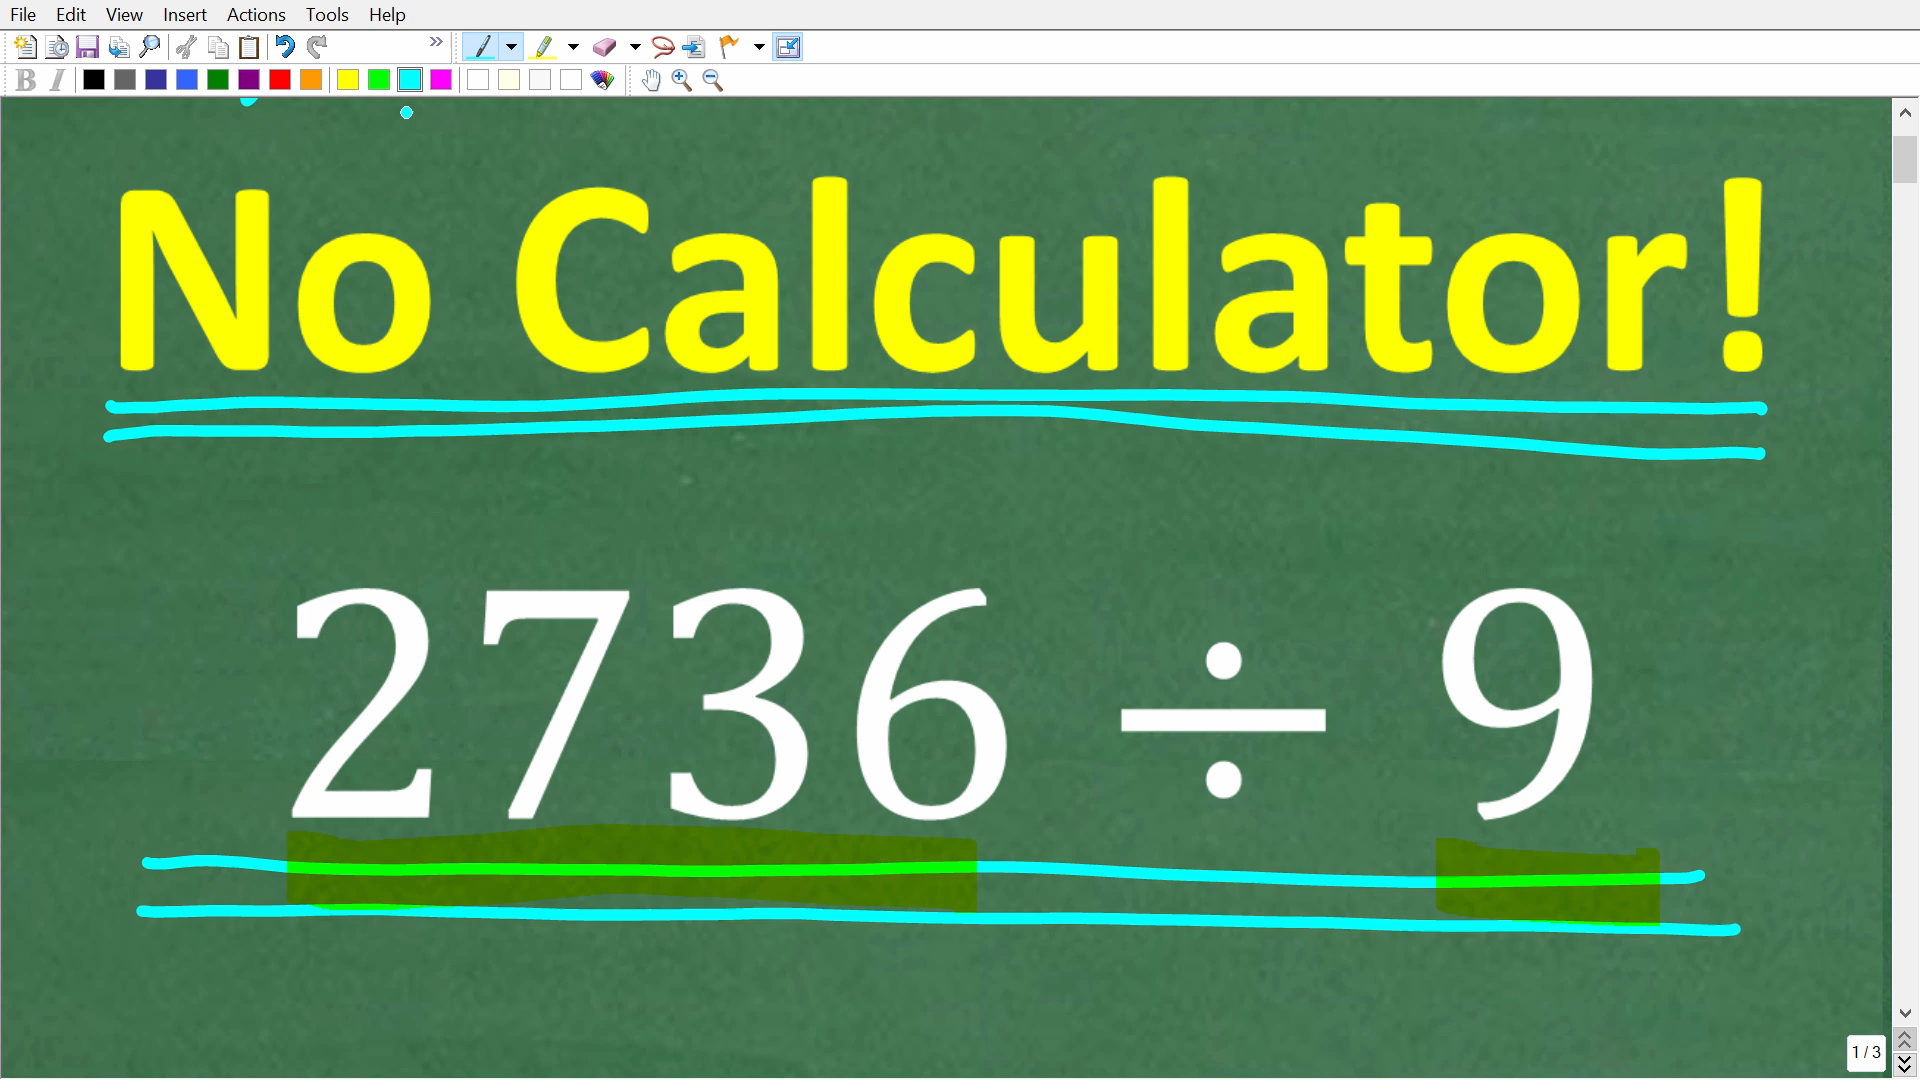 File Edit View Insert Actions Tools Help
B I
No Calculator!
2736 ÷ 9
1 / 3